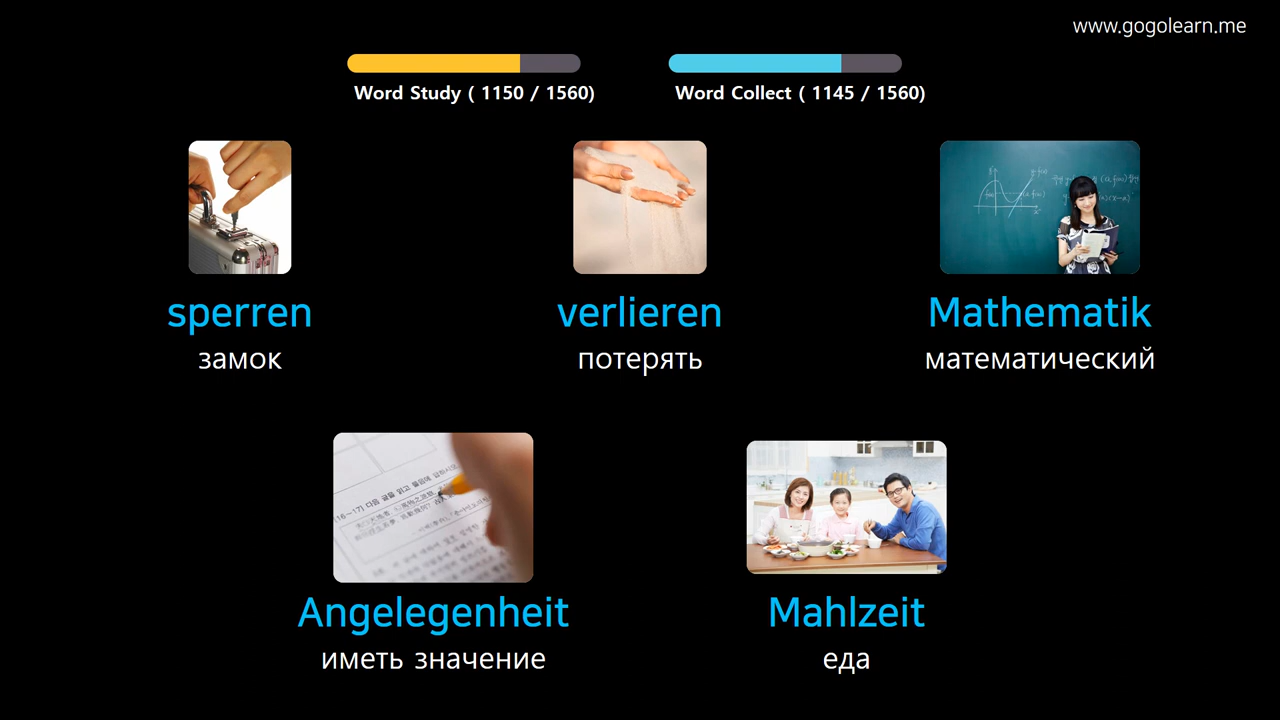 www.gogolearn.me
Word Study ( 1150 / 1560)
Word Collect ( 1145 / 1560)
sperren
замок
verlieren
потерять
Mathematik
математический
Angelegenheit
иметь значение
Mahlzeit
еда